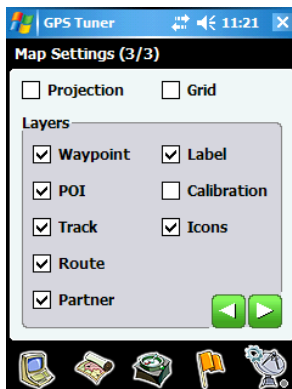 GPS Tuner 11:21
Map Settings (3/3)
Projection Grid
Layers
Waypoint Label
POI Calibration
Track Icons
Route
Partner